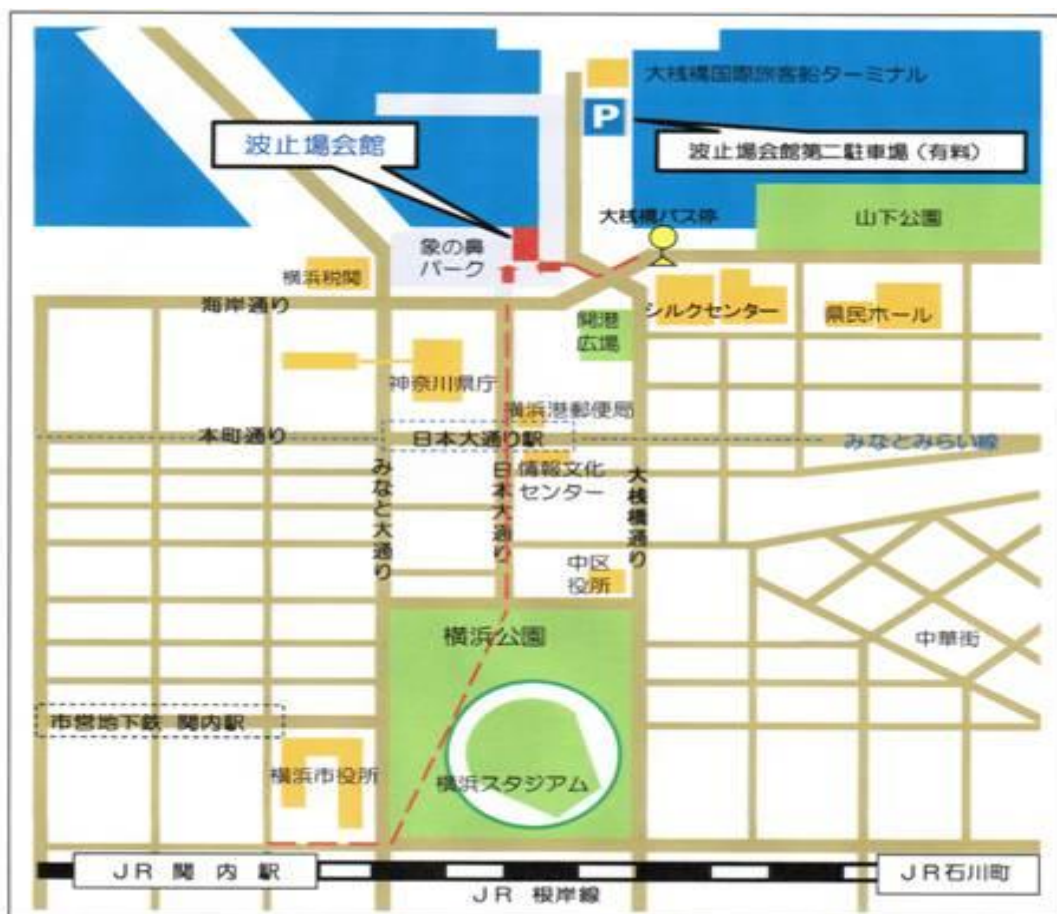 大桟橋国際旅客船ターミナル
P
波止場会館
波止場会館第二駐車場（有料）
大桟橋バス停
山下公園
象の鼻
パーク
横浜税関
海岸通り
シルクセンター
県民ホール
開港
広場
神奈川県庁
横浜港郵便局
本町通り
日本大通り駅
みなとみらい線
みなと大通り
日本大通り
情報文化
センター
大桟橋通り
中区
役所
横浜公園
中華街
市営地下鉄 関内駅
横浜市役所
横浜スタジアム
ＪＲ 関 内 駅
ＪＲ石川町
ＪＲ 根岸線